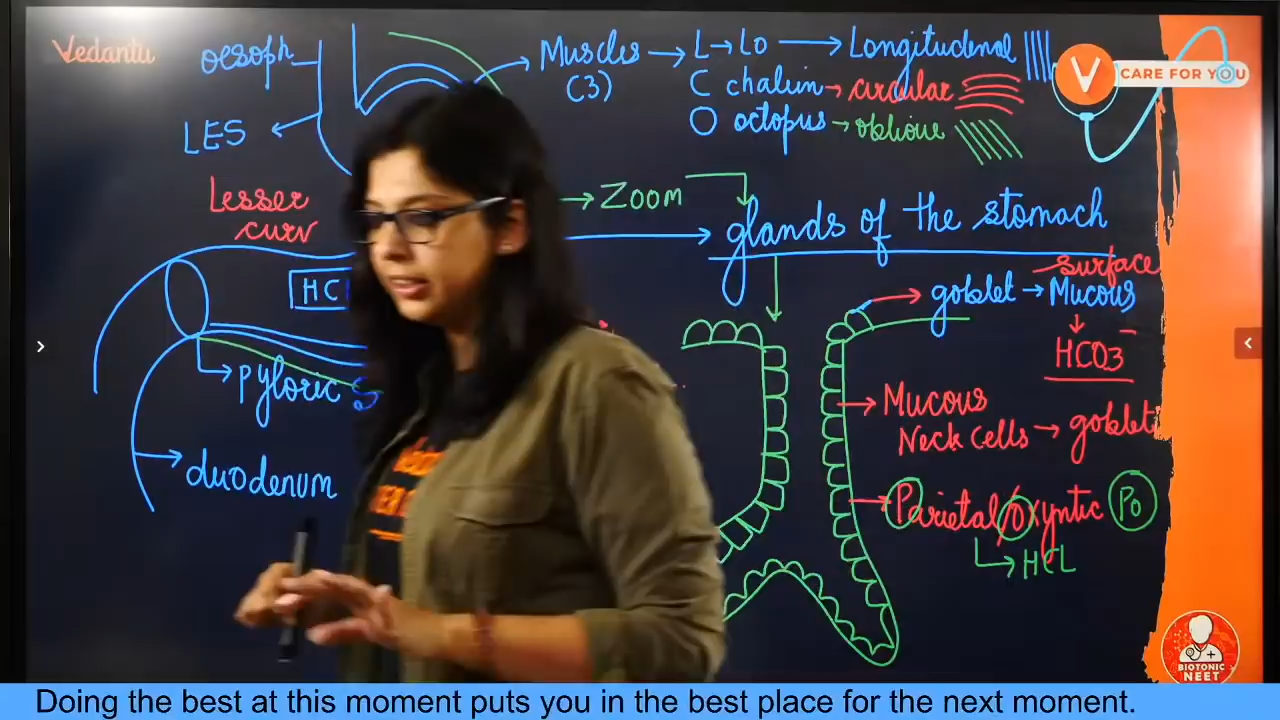 Vedantu
oesoph
LES
Muscles
(3)
L → Lo → Longitudenal
C chalein → circular
O octopus → oblique
V CARE FOR YOU
Lesser
curv
→ Zoom
glands of the stomach
HC
surface
goblet → Mucous
HCO3
pyloric S
Mucous
Neck Cells → goblet
duodenum
Parietal/Oxyntic PO
HCL
BIOTONIC
NEET
Doing the best at this moment puts you in the best place for the next moment.